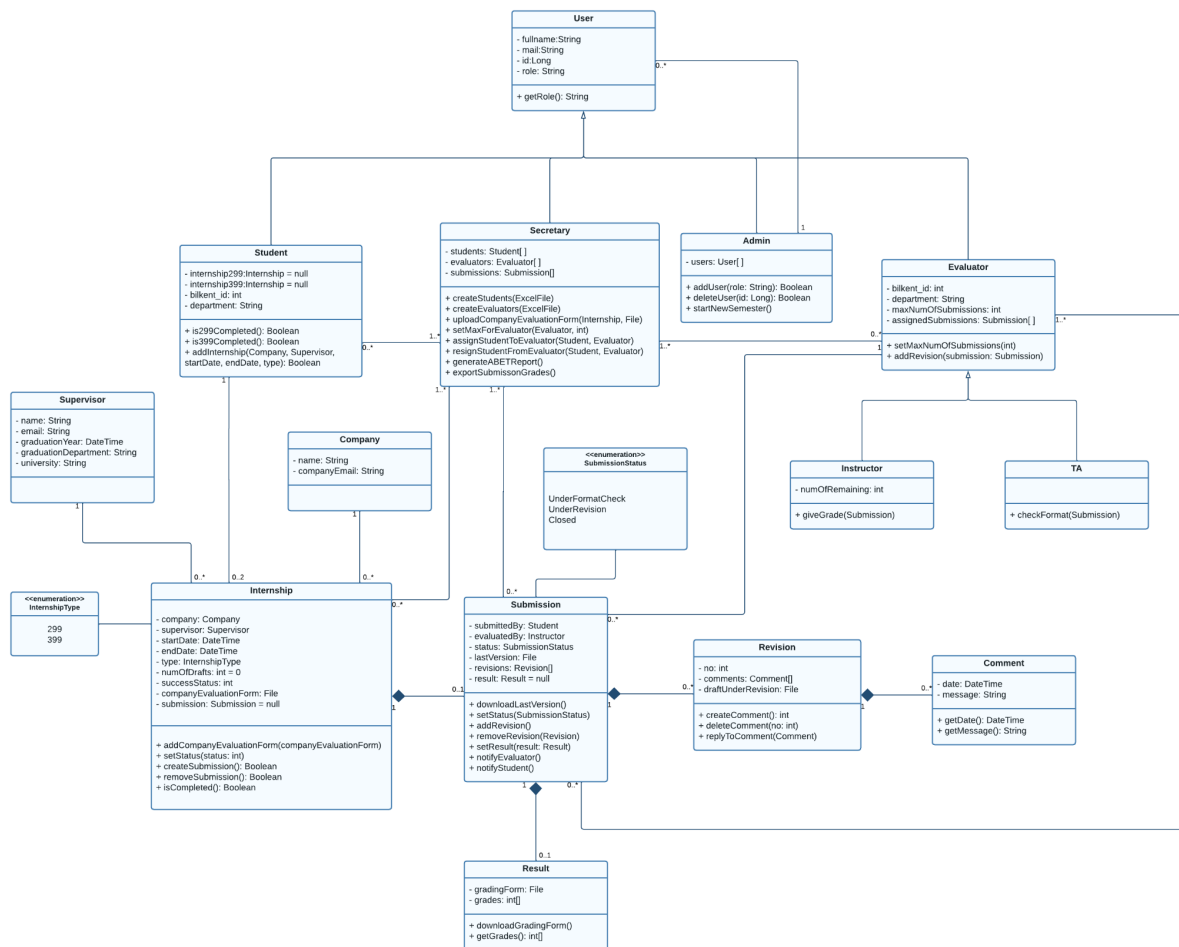 User
- fullname:String
- mail:String
- id:Long
- role: String
+ getRole(): String
0..*
1
Secretary
- students: Student[ ]
- evaluators: Evaluator[ ]
- submissions: Submission[]
+ createStudents(ExcelFile)
+ createEvaluators(ExcelFile)
+ uploadCompanyEvaluationForm(Internship, File)
+ setMaxForEvaluator(Evaluator, int)
+ assignStudentToEvaluator(Student, Evaluator)
+ resignStudentFromEvaluator(Student, Evaluator)
+ generateABETReport()
+ exportSubmissonGrades()
Admin
- users: User[ ]
+ addUser(role: String): Boolean
+ deleteUser(id: Long): Boolean
+ startNewSemester()
Student
- internship299:Internship = null
- internship399:Internship = null
- bilkent_id: int
- department: String
+ is299Completed(): Boolean
+ is399Completed(): Boolean
+ addInternship(Company, Supervisor,
startDate, endDate, type): Boolean
Evaluator
- bilkent_id: int
- department: String
- maxNumOfSubmissions: int
- assignedSubmissions: Submission[ ]
+ setMaxNumOfSubmissions(int)
+ addRevision(submission: Submission)
1..*
0..*
1..*
0..*
1..*
1
1
1..*
1..*
Supervisor
- name: String
- email: String
- graduationYear: DateTime
- graduationDepartment: String
- university: String
1
Company
- name: String
- companyEmail: String
1
<<enumeration>>
SubmissionStatus
UnderFormatCheck
UnderRevision
Closed
Instructor
- numOfRemaining: int
+ giveGrade(Submission)
TA
+ checkFormat(Submission)
0..*
0..2
0..*
0..*
0..*
0..*
<<enumeration>>
InternshipType
299
399
Internship
- company: Company
- supervisor: Supervisor
- startDate: DateTime
- endDate: DateTime
- type: InternshipType
- numOfDrafts: int = 0
- successStatus: int
- companyEvaluationForm: File
- submission: Submission = null
+ addCompanyEvaluationForm(companyEvaluationForm)
+ setStatus(status: int)
+ createSubmission(): Boolean
+ removeSubmission(): Boolean
+ isCompleted(): Boolean
1
0..1
Submission
- submittedBy: Student
- evaluatedBy: Instructor
- status: SubmissionStatus
- lastVersion: File
- revisions: Revision[]
- result: Result = null
+ downloadLastVersion()
+ setStatus(SubmissionStatus)
+ addRevision()
+ removeRevision(Revision)
+ setResult(result: Result)
+ notifyEvaluator()
+ notifyStudent()
1
0..*
Revision
- no: int
- comments: Comment[]
- draftUnderRevision: File
+ createComment(): int
+ deleteComment(no: int)
+ replyToComment(Comment)
1
0..*
Comment
- date: DateTime
- message: String
+ getDate(): DateTime
+ getMessage(): String
1
0..*
0..1
Result
- gradingForm: File
- grades: int[]
+ downloadGradingForm()
+ getGrades(): int[]